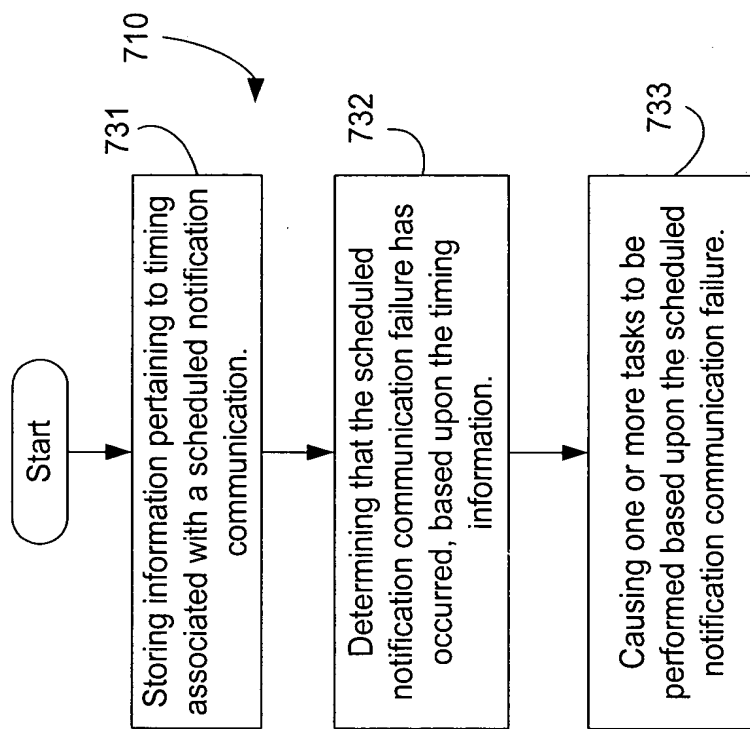 Start
710
731
Storing information pertaining to timing
associated with a scheduled notification
communication.
732
Determining that the scheduled
notification communication failure has
occurred, based upon the timing
information.
733
Causing one or more tasks to be
performed based upon the scheduled
notification communication failure.